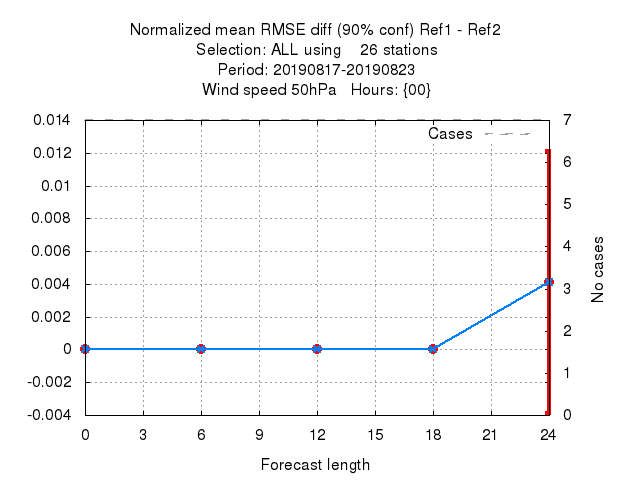 Normalized mean RMSE diff (90% conf) Ref1 - Ref2
Selection: ALL using    26 stations
Period: 20190817-20190823
Wind speed 50hPa   Hours: {00}
0.014
0.012
0.01
0.008
0.006
0.004
0.002
0
-0.002
-0.004
Cases
7
6
5
4
3
2
1
0
No cases
0 3 6 9 12 15 18 21 24
Forecast length